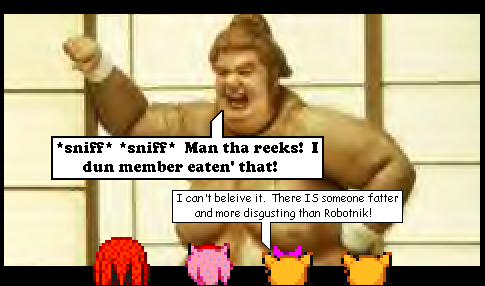 *sniff* *sniff* Man tha reeks! I
dun member eaten' that!
I can't beleive it. There IS someone fatter
and more disgusting than Robotnik!